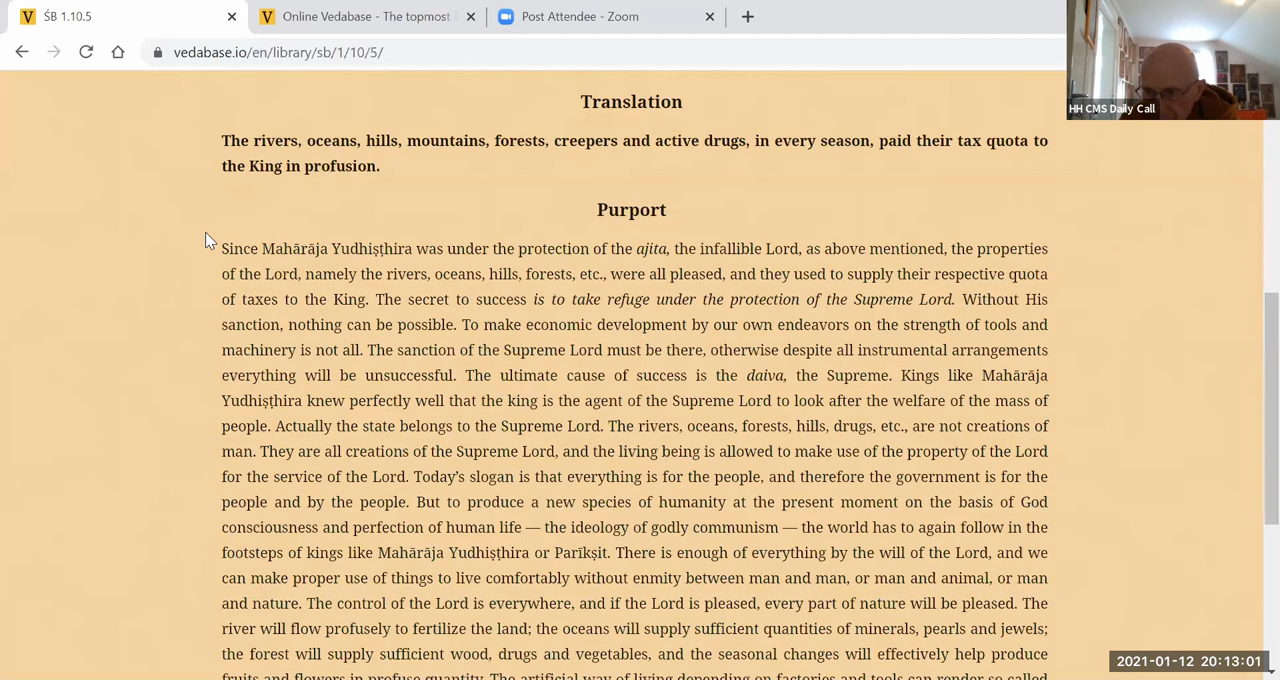 ŚB 1.10.5
Online Vedabase - The topmost
Post Attendee - Zoom
vedabase.io/en/library/sb/1/10/5/
HH CMS Daily Call
Translation
The rivers, oceans, hills, mountains, forests, creepers and active drugs, in every season, paid their tax quota to
the King in profusion.
Purport
Since Mahārāja Yudhiṣṭhira was under the protection of the ajita, the infallible Lord, as above mentioned, the properties
of the Lord, namely the rivers, oceans, hills, forests, etc., were all pleased, and they used to supply their respective quota
of taxes to the King. The secret to success is to take refuge under the protection of the Supreme Lord. Without His
sanction, nothing can be possible. To make economic development by our own endeavors on the strength of tools and
machinery is not all. The sanction of the Supreme Lord must be there, otherwise despite all instrumental arrangements
everything will be unsuccessful. The ultimate cause of success is the daiva, the Supreme. Kings like Mahārāja
Yudhiṣṭhira knew perfectly well that the king is the agent of the Supreme Lord to look after the welfare of the mass of
people. Actually the state belongs to the Supreme Lord. The rivers, oceans, forests, hills, drugs, etc., are not creations of
man. They are all creations of the Supreme Lord, and the living being is allowed to make use of the property of the Lord
for the service of the Lord. Today’s slogan is that everything is for the people, and therefore the government is for the
people and by the people. But to produce a new species of humanity at the present moment on the basis of God
consciousness and perfection of human life — the ideology of godly communism — the world has to again follow in the
footsteps of kings like Mahārāja Yudhiṣṭhira or Parīkṣit. There is enough of everything by the will of the Lord, and we
can make proper use of things to live comfortably without enmity between man and man, or man and animal, or man
and nature. The control of the Lord is everywhere, and if the Lord is pleased, every part of nature will be pleased. The
river will flow profusely to fertilize the land; the oceans will supply sufficient quantities of minerals, pearls and jewels;
the forest will supply sufficient wood, drugs and vegetables, and the seasonal changes will effectively help produce
fruits and flowers in profuse quantity. The artificial way of living depending on factories and tools can render so called
2021-01-12 20:13:01